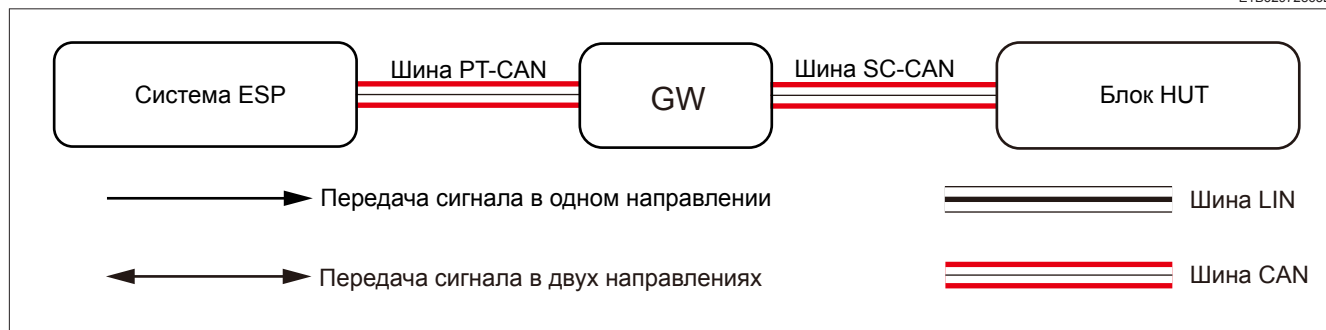 Шина PT-CAN
Шина SC-CAN
Система ESP
GW
Блок HUT
Передача сигнала в одном направлении
Шина LIN
Передача сигнала в двух направлениях
Шина CAN